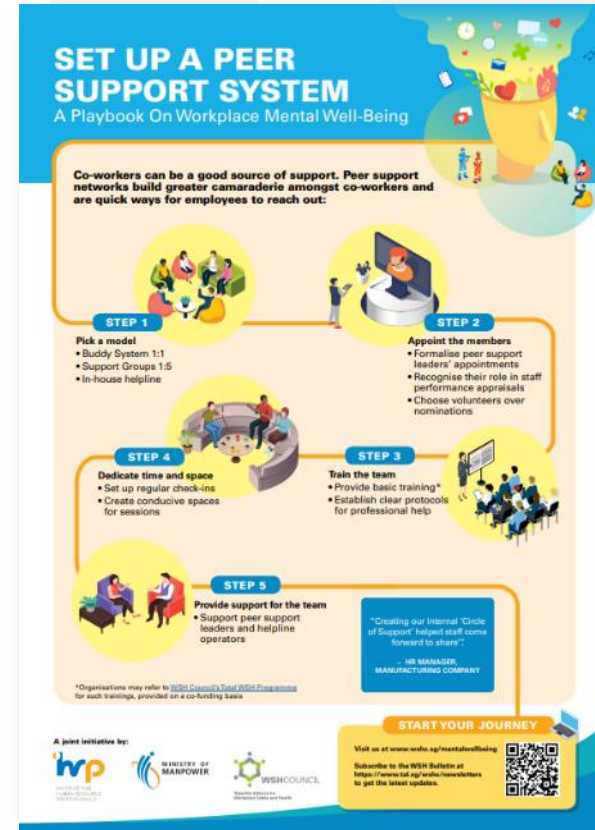 SET UP A PEER
SUPPORT SYSTEM
A Playbook On Workplace Mental Well-Being
Co-workers can be a good source of support. Peer support
networks build greater camaraderie amongst co-workers and
are quick ways for employees to reach out:
STEP 1
Pick a model
• Buddy System 1:1
• Support Groups 1:5
• In-house helpline
STEP 2
Appoint the members
• Formalise peer support
leaders' appointments
• Recognise their role in staff
performance appraisals
• Choose volunteers over
nominations
STEP 3
Train the team
• Provide basic training*
• Establish clear protocols
for professional help
STEP 4
Dedicate time and space
• Set up regular check-ins
• Create conducive spaces
for sessions
STEP 5
Provide support for the team
• Support peer support
leaders and helpline
operators
"Creating our internal 'Circle
of Support' helped staff come
forward to share".
– HR MANAGER,
MANUFACTURING COMPANY
*Organisations may refer to WSH Council's Total WSH Programme
for such trainings, provided on a co-funding basis
START YOUR JOURNEY
Visit us at www.wshc.sg/mentalwellbeing
Subscribe to the WSH Bulletin at
https://www.tal.sg/wshc/newsletters
to get the latest updates.
A joint initiative by:
ihrp
INSTITUTE FOR
HUMAN RESOURCE
PROFESSIONALS
MINISTRY OF
MANPOWER
WSHCOUNCIL